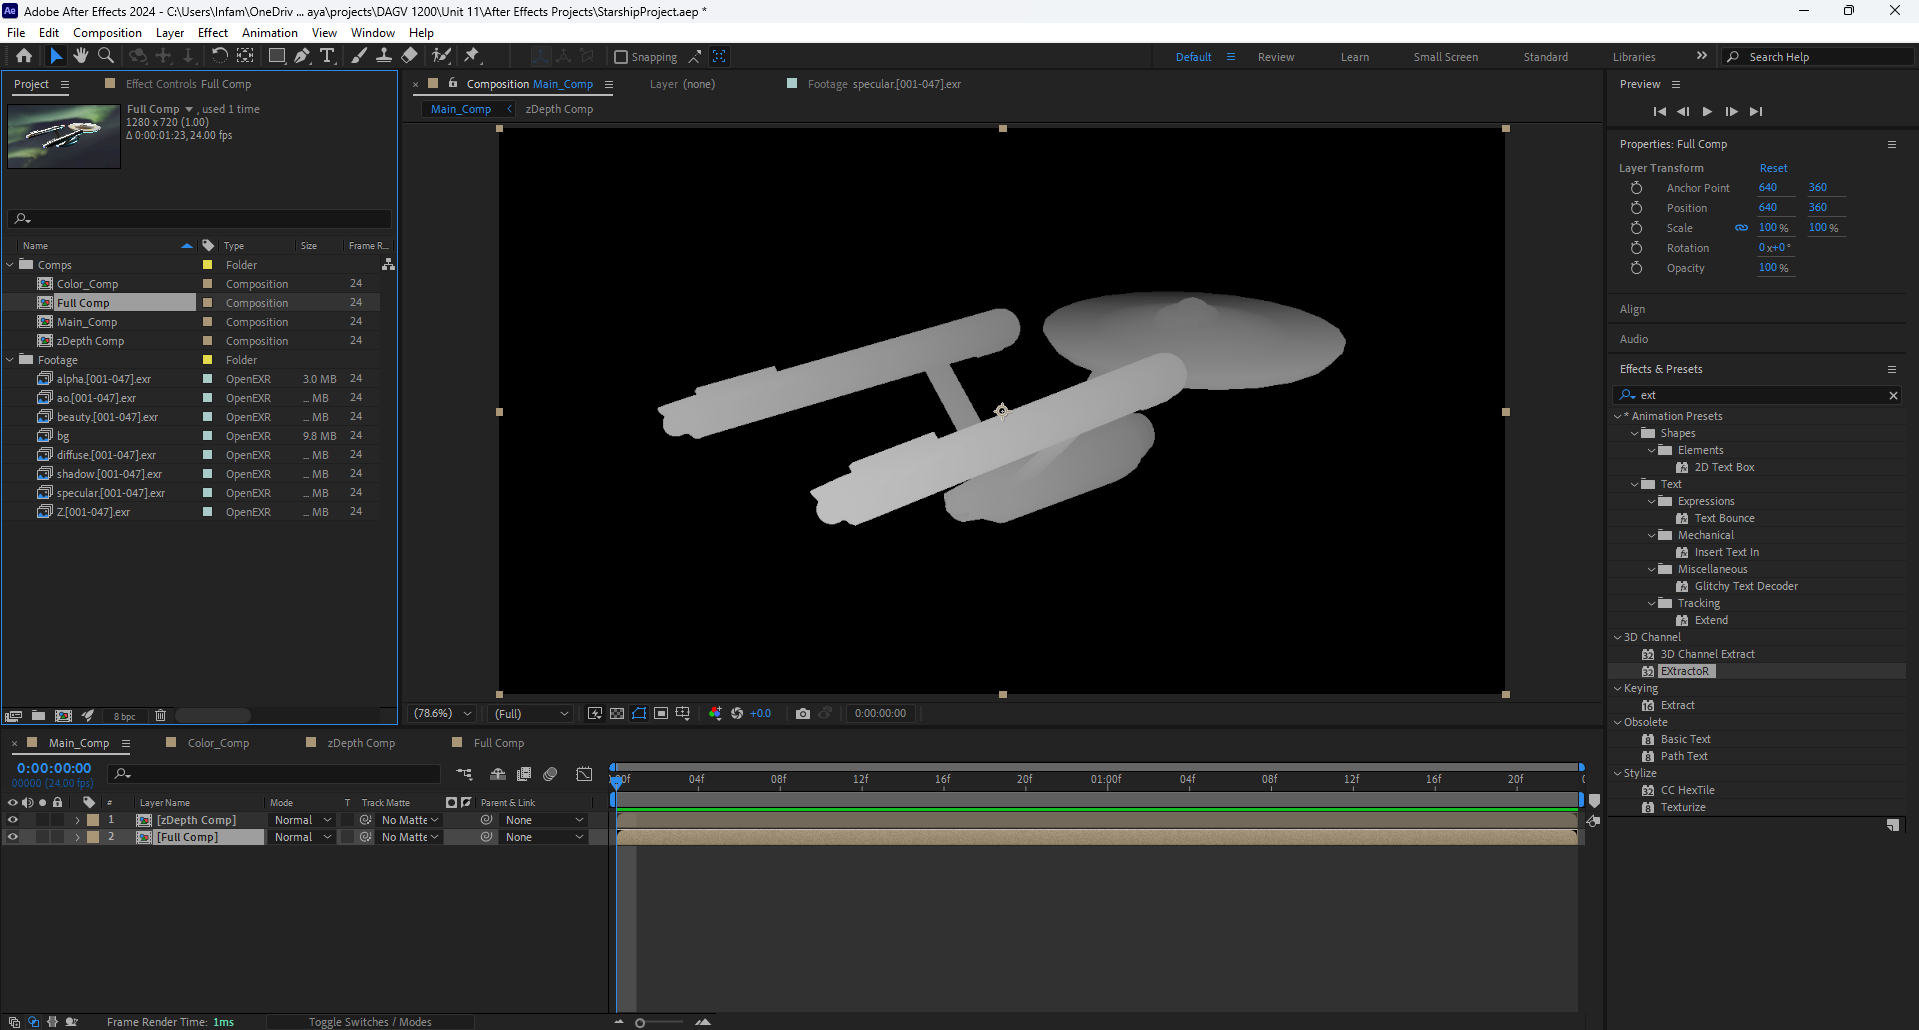 Adobe After Effects 2024 - C:\Users\Infam\OneDriv ... aya\projects\DAGV 1200\Unit 11\After Effects Projects\StarshipProject.aep *
File Edit Composition Layer Effect Animation View Window Help
Snapping
Default Review Learn Small Screen Standard Libraries
Search Help
Project
Effect Controls Full Comp
Full Comp , used 1 time
1280 x 720 (1.00)
Δ 0:00:01:23, 24.00 fps
Name Type Size Frame R...
Comps Folder
Color_Comp Composition 24
Full Comp Composition 24
Main_Comp Composition 24
zDepth Comp Composition 24
Footage Folder
alpha.[001-047].exr OpenEXR 3.0 MB 24
ao.[001-047].exr OpenEXR ... MB 24
beauty.[001-047].exr OpenEXR ... MB 24
bg OpenEXR 9.8 MB 24
diffuse.[001-047].exr OpenEXR ... MB 24
shadow.[001-047].exr OpenEXR ... MB 24
specular.[001-047].exr OpenEXR ... MB 24
Z.[001-047].exr OpenEXR ... MB 24
8 bpc
Composition Main_Comp
Layer (none)
Footage specular.[001-047].exr
Main_Comp zDepth Comp
(78.6%) (Full) +0.0 0:00:00:00
Preview
Properties: Full Comp
Layer Transform Reset
Anchor Point 640 360
Position 640 360
Scale 100 % 100 %
Rotation 0 x+0 °
Opacity 100 %
Align
Audio
Effects & Presets
ext
* Animation Presets
Shapes
Elements
2D Text Box
Text
Expressions
Text Bounce
Mechanical
Insert Text In
Miscellaneous
Glitchy Text Decoder
Tracking
Extend
3D Channel
3D Channel Extract
EXtractoR
Keying
Extract
Obsolete
Basic Text
Path Text
Stylize
CC HexTile
Texturize
Main_Comp Color_Comp zDepth Comp Full Comp
0:00:00:00
00000 (24.00 fps)
04f 08f 12f 16f 20f 01:00f 04f 08f 12f 16f 20f
# Layer Name Mode T Track Matte Parent & Link
1 [zDepth Comp] Normal No Matte None
2 [Full Comp] Normal No Matte None
Frame Render Time: 1ms
Toggle Switches / Modes